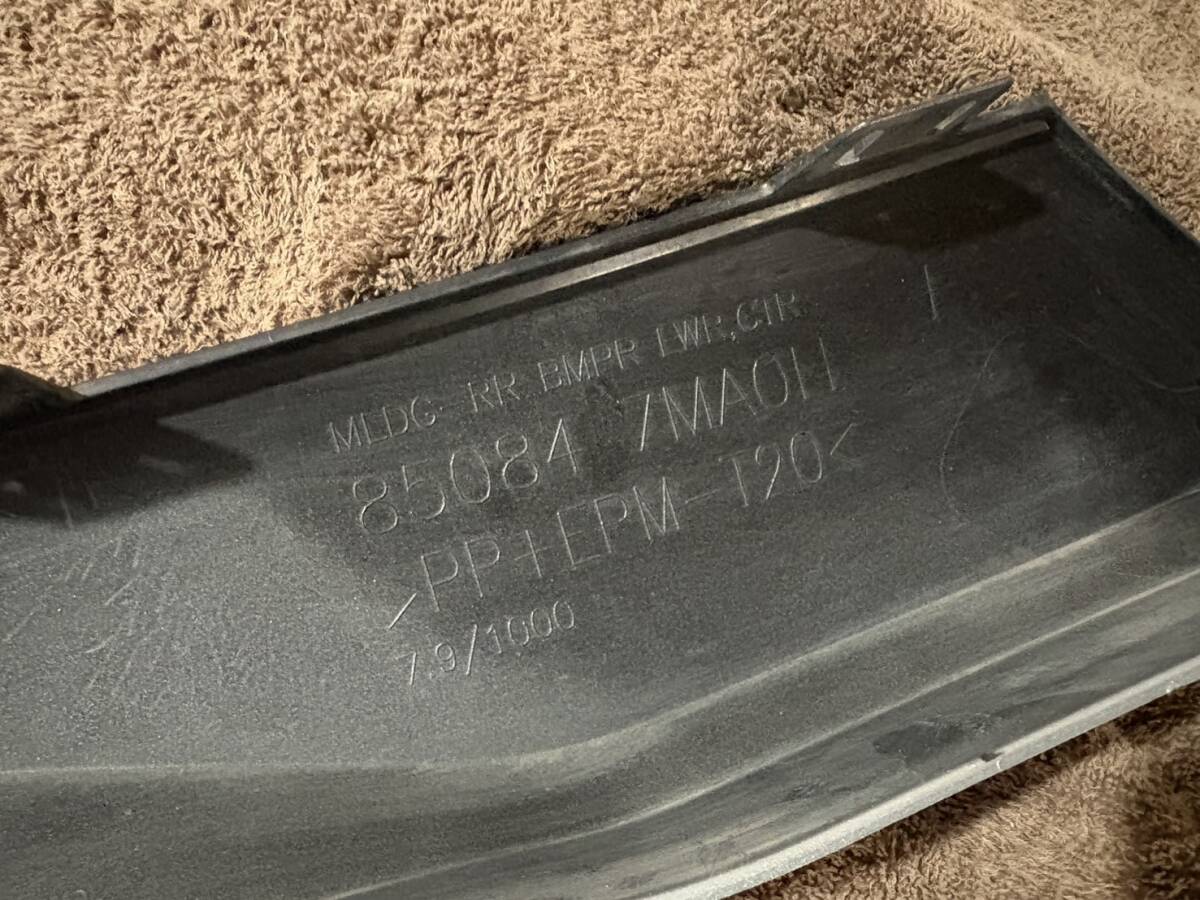 MLDG-RR BMPR LWR,CTR
85084 7MA0H
>PP+EPM-T20<
7.9/1000